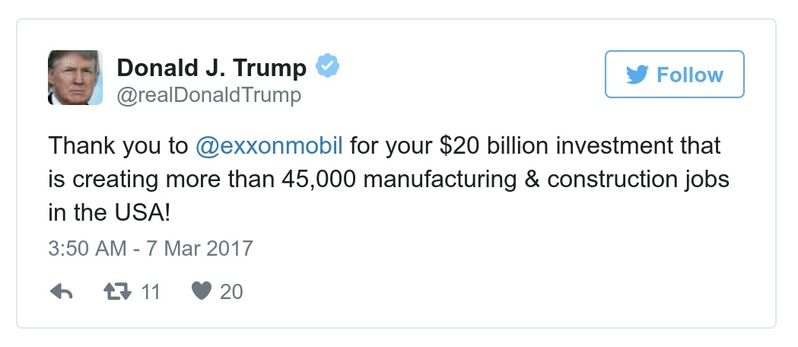 Donald J. Trump
@realDonaldTrump
Follow
Thank you to @exxonmobil for your $20 billion investment that
is creating more than 45,000 manufacturing & construction jobs
in the USA!
3:50 AM - 7 Mar 2017
11 20